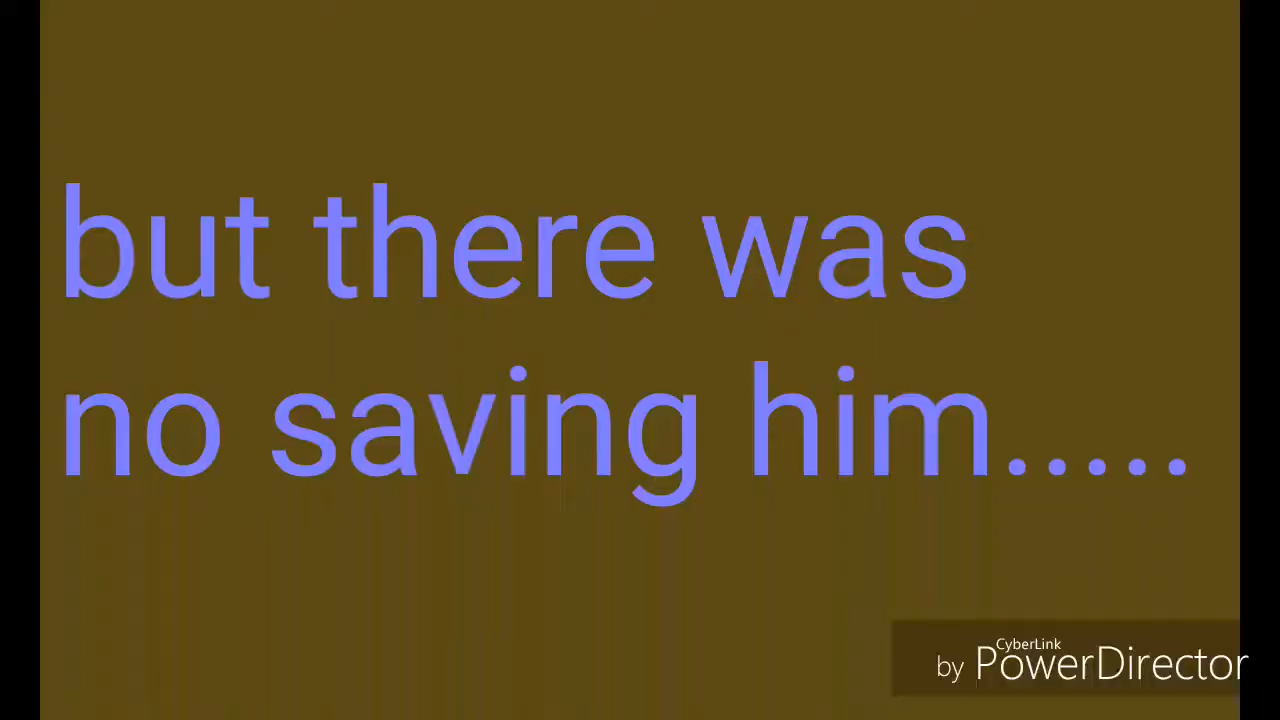 but there was
no saving him.....
CyberLink
by PowerDirector